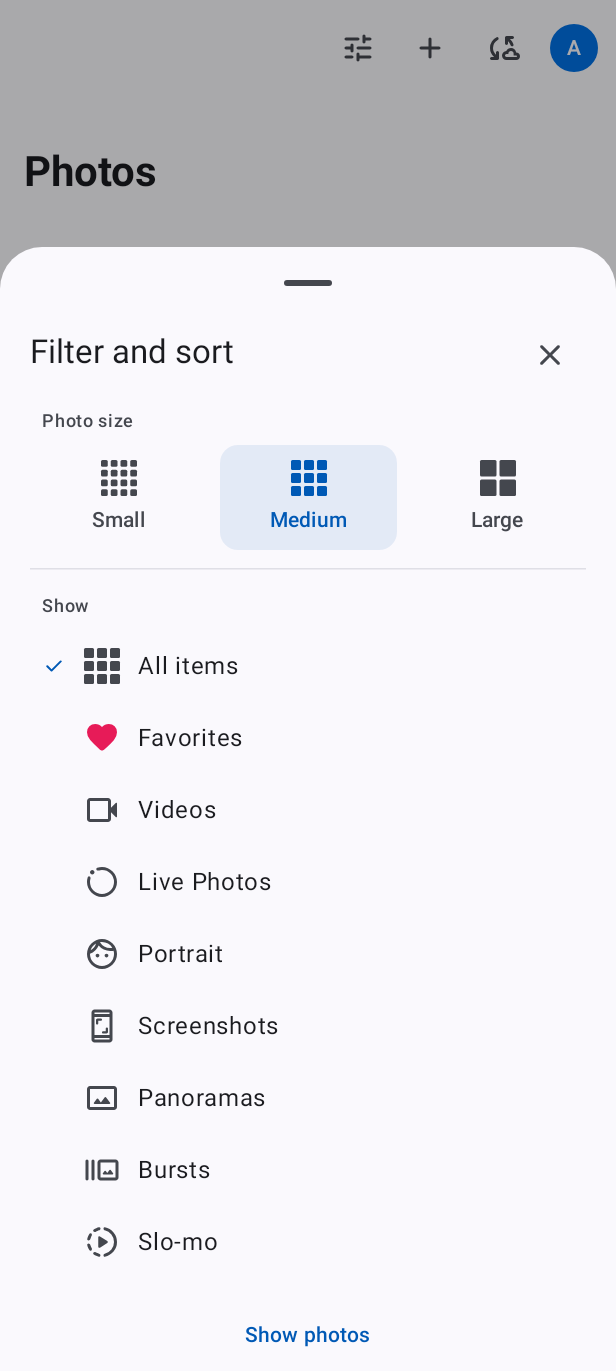 A
Photos
Filter and sort
Photo size
Small
Medium
Large
Show
All items
Favorites
Videos
Live Photos
Portrait
Screenshots
Panoramas
Bursts
Slo-mo
Show photos